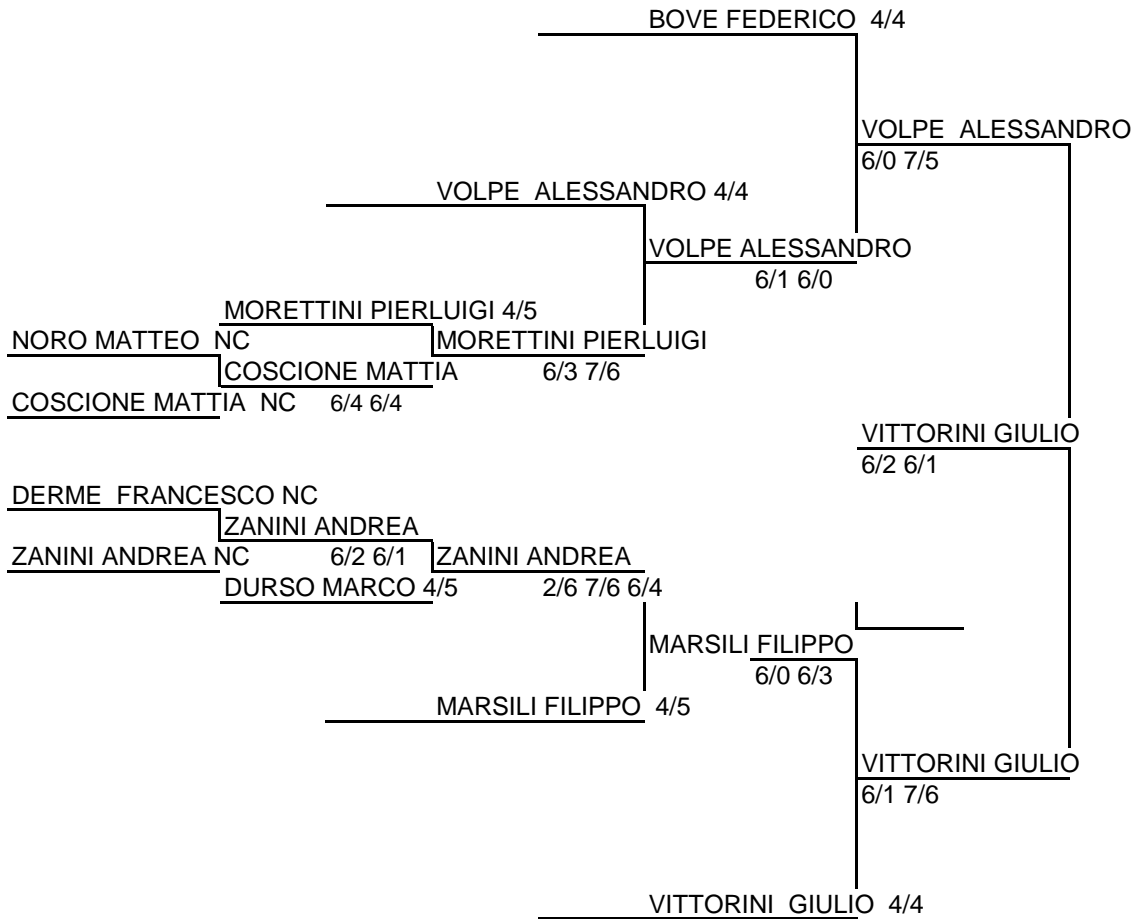 BOVE FEDERICO 4/4
VOLPE ALESSANDRO
6/0 7/5
VOLPE ALESSANDRO 4/4
VOLPE ALESSANDRO
6/1 6/0
MORETTINI PIERLUIGI 4/5
NORO MATTEO NC
MORETTINI PIERLUIGI
COSCIONE MATTIA
6/3 7/6
COSCIONE MATTIA NC
6/4 6/4
VITTORINI GIULIO
6/2 6/1
DERME FRANCESCO NC
ZANINI ANDREA
ZANINI ANDREA NC
6/2 6/1
ZANINI ANDREA
DURSO MARCO 4/5
2/6 7/6 6/4
MARSILI FILIPPO
6/0 6/3
MARSILI FILIPPO 4/5
VITTORINI GIULIO
6/1 7/6
VITTORINI GIULIO 4/4